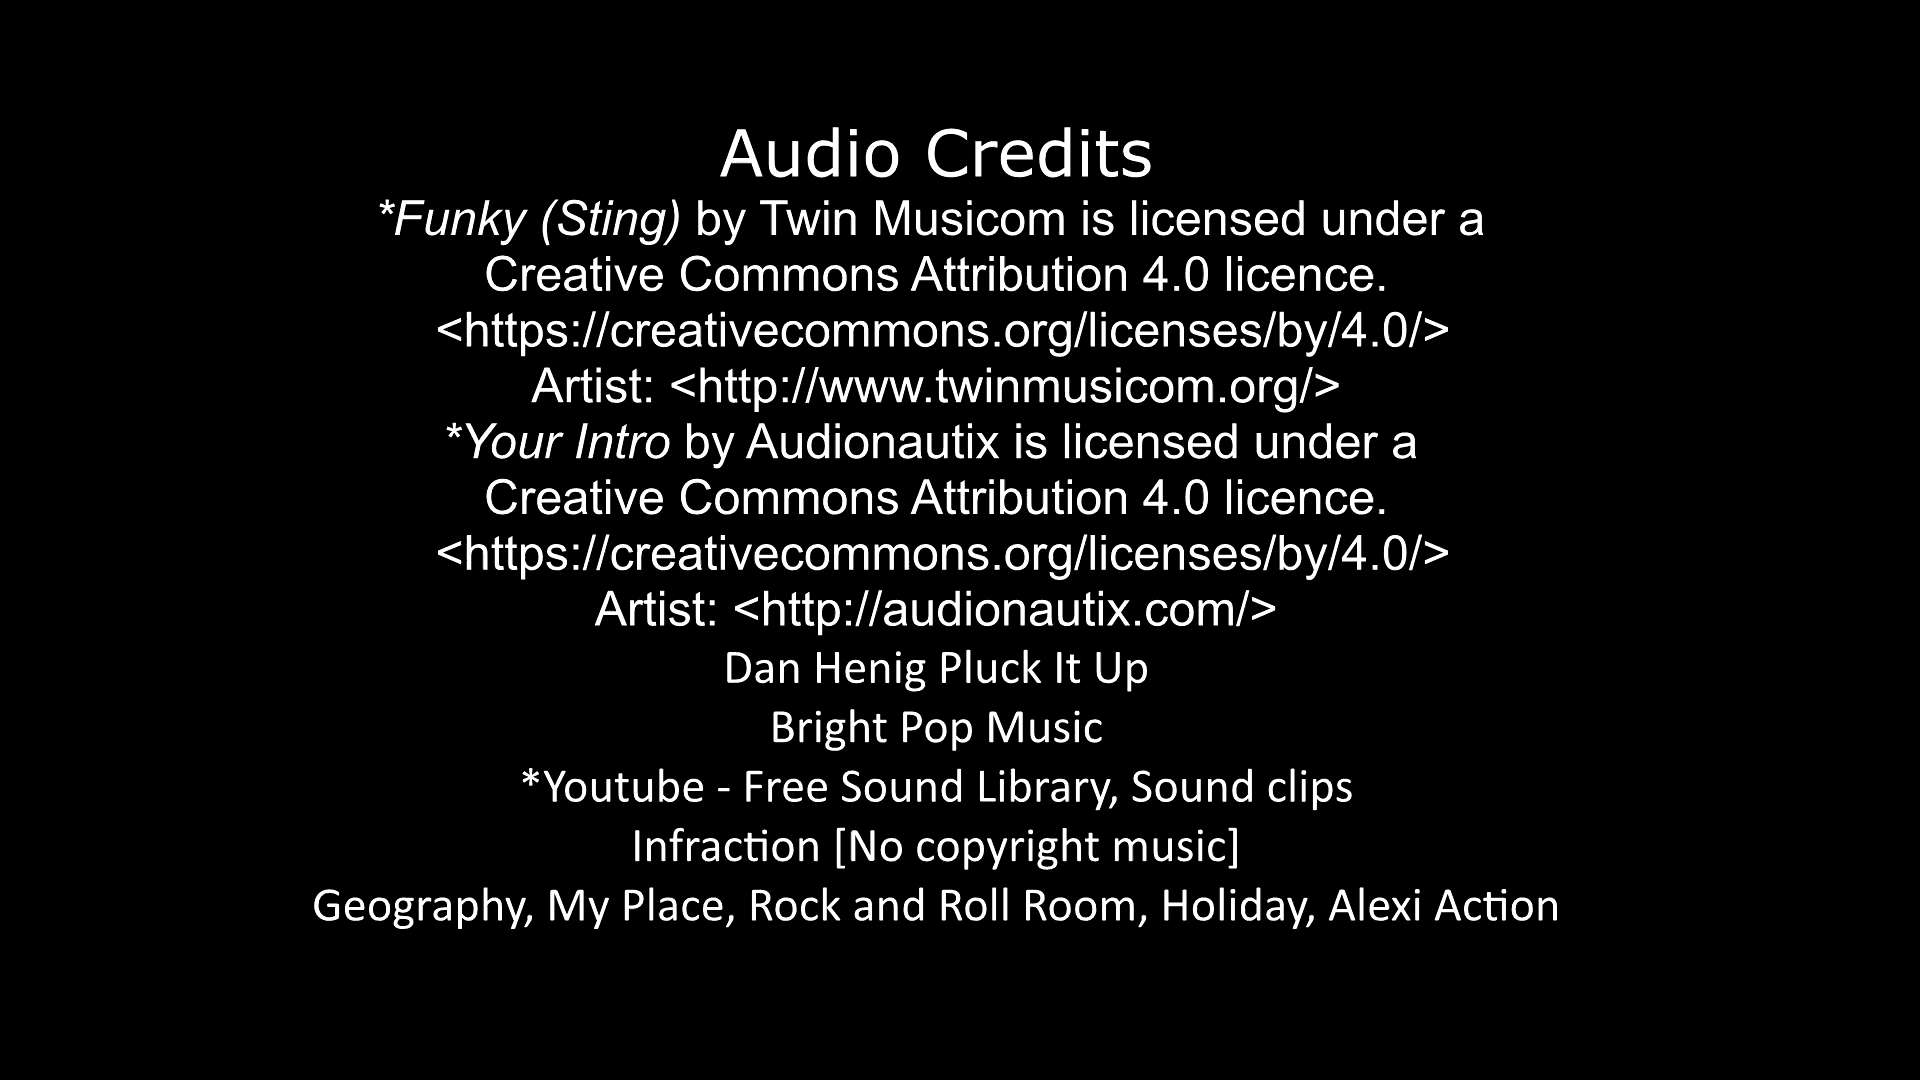 Audio Credits
*Funky (Sting) by Twin Musicom is licensed under a
Creative Commons Attribution 4.0 licence.
<https://creativecommons.org/licenses/by/4.0/>
Artist: <http://www.twinmusicom.org/>
*Your Intro by Audionautix is licensed under a
Creative Commons Attribution 4.0 licence.
<https://creativecommons.org/licenses/by/4.0/>
Artist: <http://audionautix.com/>
Dan Henig Pluck It Up
Bright Pop Music
*Youtube - Free Sound Library, Sound clips
Infraction [No copyright music]
Geography, My Place, Rock and Roll Room, Holiday, Alexi Action